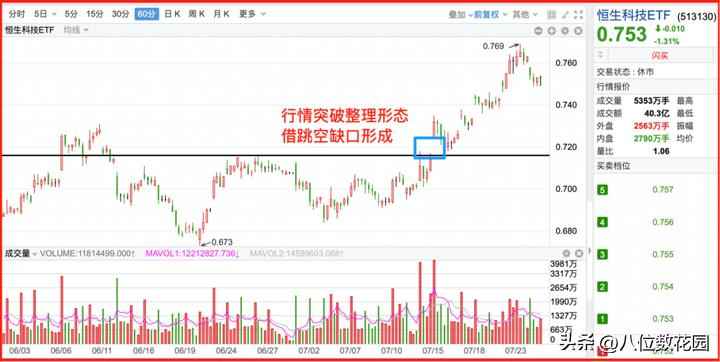 分时 5日 5分 15分 30分 60分 日K 周K 月K 更多 叠加 前复权 其他
恒生科技ETF 均线
0.769
0.760
0.740
0.720
0.700
0.680
行情突破整理形态
借跳空缺口形成
0.673
成交量 VOLUME:11814499.000↑ MAVOL1:12212827.736↓ MAVOL2:14599603.068↑
3981万
3317万
2654万
1990万
1327万
663万
06/03 06/06 06/11 06/16 06/19 06/24 06/27 07/02 07/07 07/10 07/15 07/18 07/23
恒生科技ETF (513130)
0.753 -0.010
-1.31%
闪买
交易状态:休市
行情报价
成交量 5353万手 最高
成交额 40.3亿 最低
外盘 2563万手 振幅
内盘 2790万手 均价
量比 1.06
买卖档位
5 0.757
4 0.756
3 0.755
2 0.754
1 0.753
头条 @八位数花园